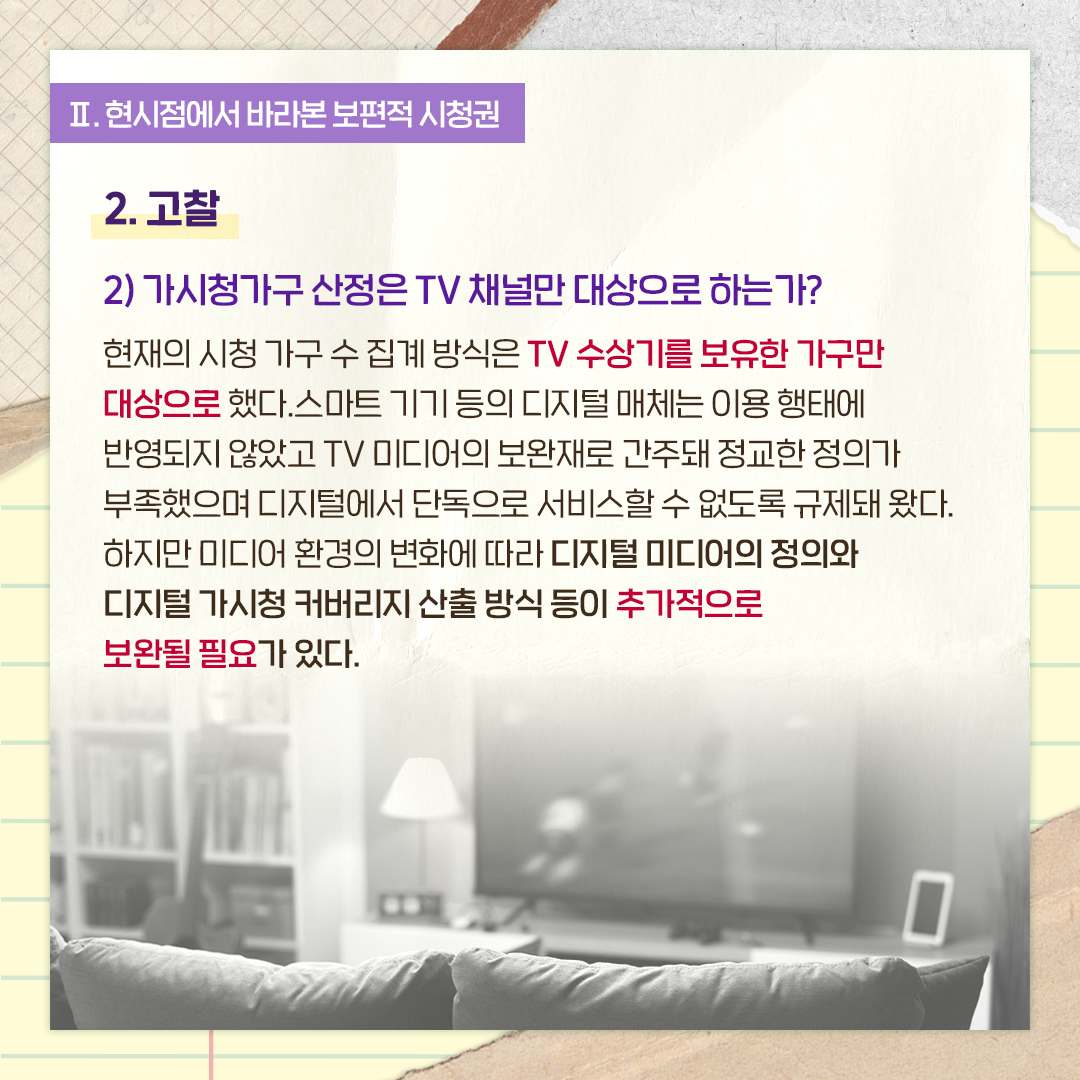 Ⅱ. 현시점에서 바라본 보편적 시청권
2. 고찰
2) 가시청가구 산정은 TV 채널만 대상으로 하는가?
현재의 시청 가구 수 집계 방식은 TV 수상기를 보유한 가구만
대상으로 했다.스마트 기기 등의 디지털 매체는 이용 행태에
반영되지 않았고 TV 미디어의 보완재로 간주돼 정교한 정의가
부족했으며 디지털에서 단독으로 서비스할 수 없도록 규제돼 왔다.
하지만 미디어 환경의 변화에 따라 디지털 미디어의 정의와
디지털 가시청 커버리지 산출 방식 등이 추가적으로
보완될 필요가 있다.